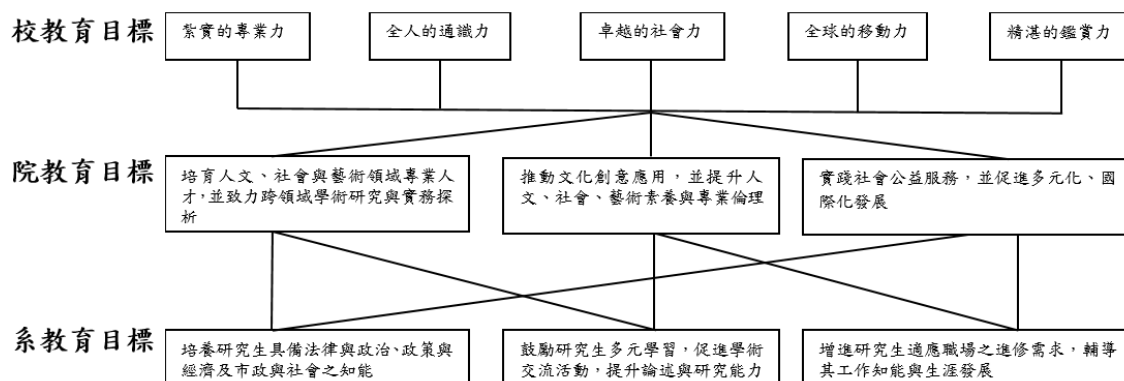 校教育目標
紮實的專業力
全人的通識力
卓越的社會力
全球的移動力
精湛的鑑賞力
院教育目標
培育人文、社會與藝術領域專業人
才,並致力跨領域學術研究與實務探
析
推動文化創意應用,並提升人
文、社會、藝術素養與專業倫理
實踐社會公益服務,並促進多元化、國
際化發展
系教育目標
培養研究生具備法律與政治、政策與
經濟及市政與社會之知能
鼓勵研究生多元學習,促進學術
交流活動,提升論述與研究能力
增進研究生適應職場之進修需求,輔導
其工作知能與生涯發展